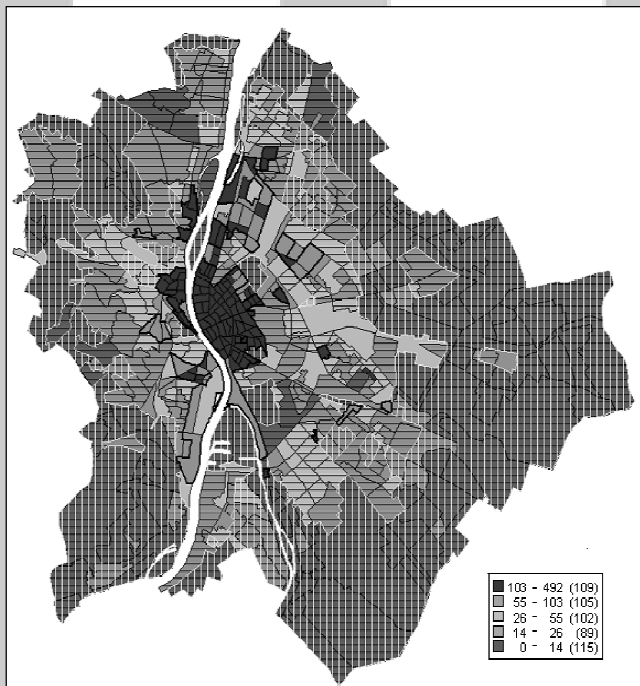 103 - 492 (109)
55 - 103 (105)
26 - 55 (102)
14 - 26 (89)
0 - 14 (115)